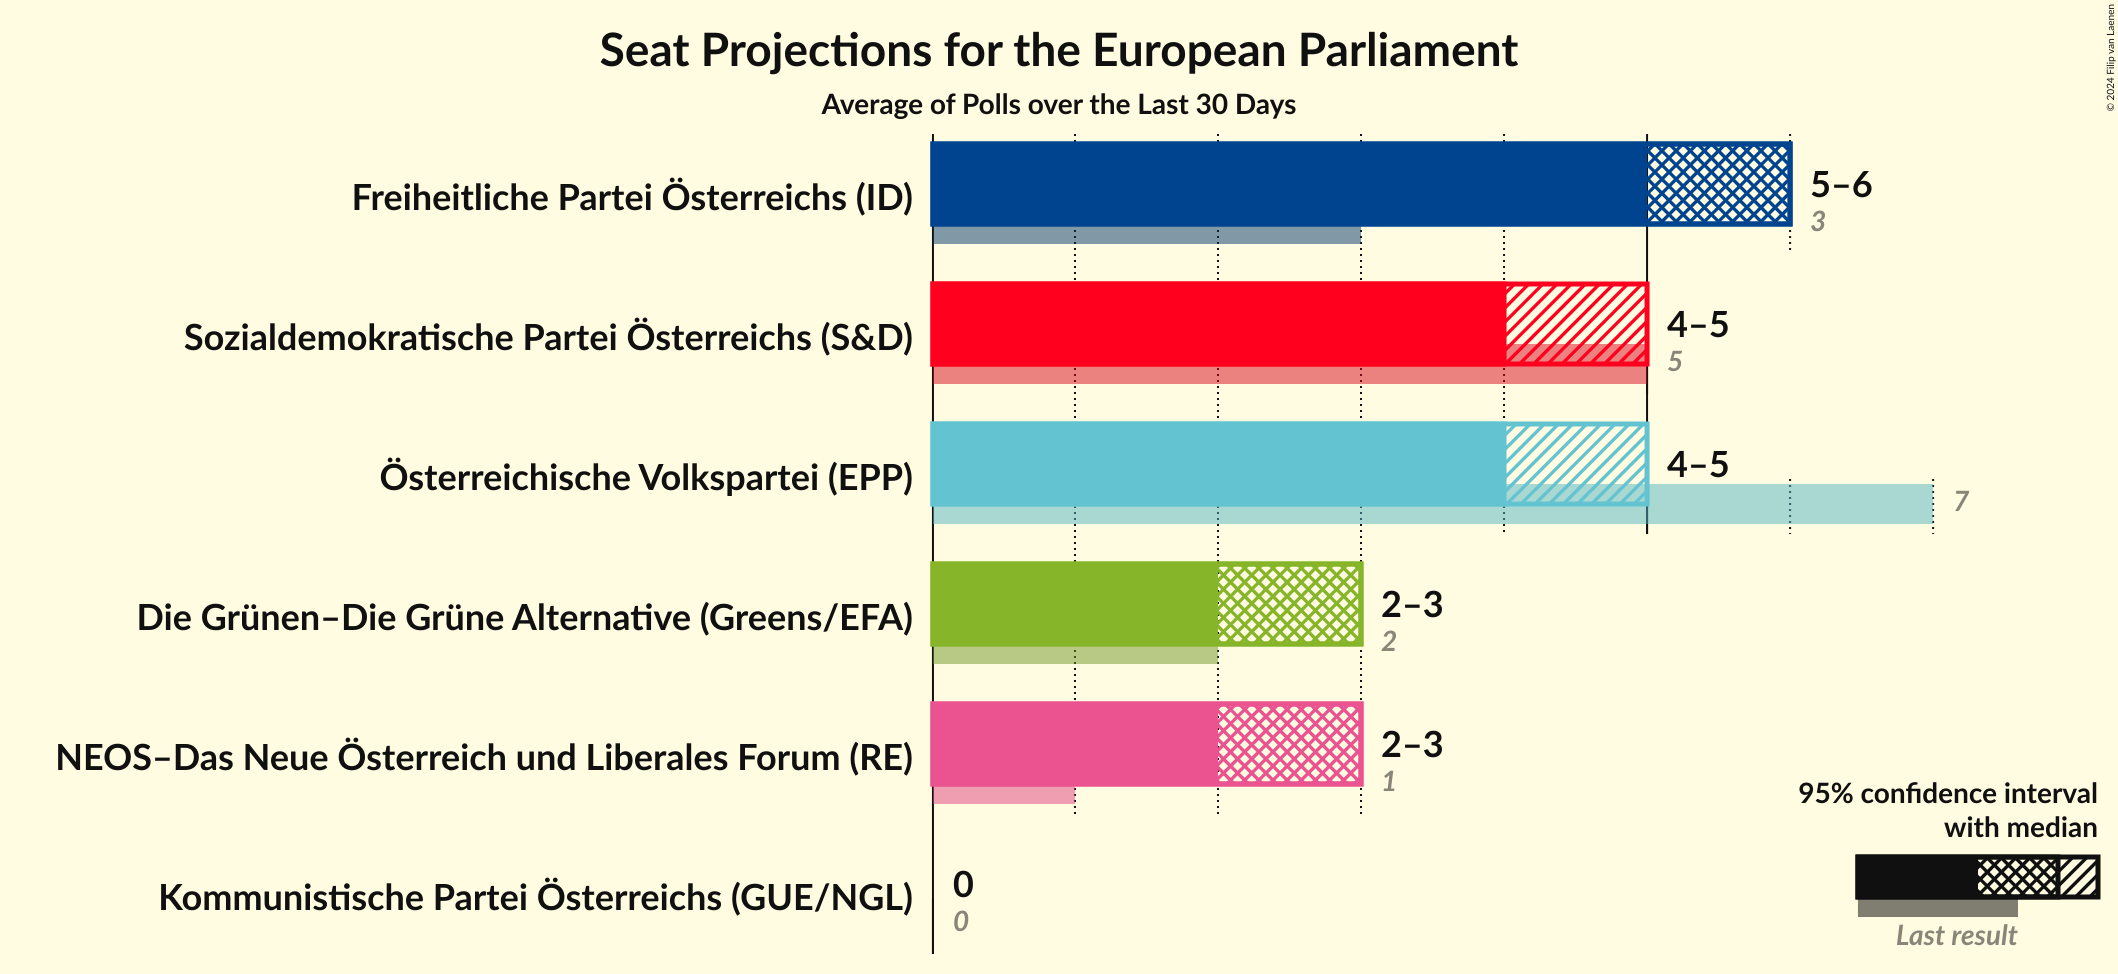 Seat Projections for the European Parliament
Average of Polls over the Last 30 Days
© 2024 Filip van Laenen
Freiheitliche Partei Österreichs (ID)
5–6
3
Sozialdemokratische Partei Österreichs (S&D)
4–5
5
Österreichische Volkspartei (EPP)
4–5
7
Die Grünen–Die Grüne Alternative (Greens/EFA)
2–3
2
NEOS–Das Neue Österreich und Liberales Forum (RE)
2–3
1
Kommunistische Partei Österreichs (GUE/NGL)
0
0
95% confidence interval
with median
Last result